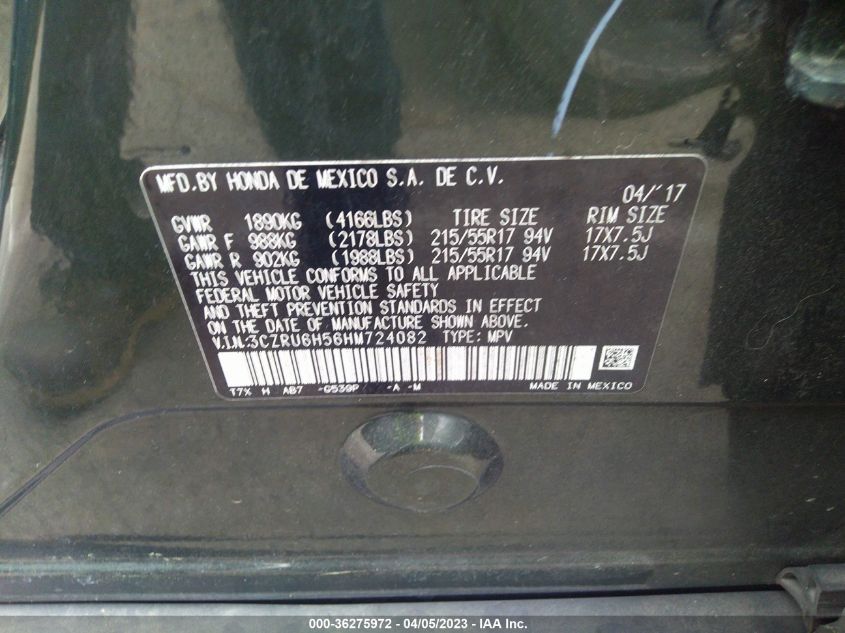 MFD.BY HONDA DE MEXICO S.A. DE C.V.
04/'17
GVWR 1890KG (4166LBS) TIRE SIZE RIM SIZE
GAWR F 988KG (2178LBS) 215/55R17 94V 17X7.5J
GAWR R 902KG (1988LBS) 215/55R17 94V 17X7.5J
THIS VEHICLE CONFORMS TO ALL APPLICABLE
FEDERAL MOTOR VEHICLE SAFETY
AND THEFT PREVENTION STANDARDS IN EFFECT
ON THE DATE OF MANUFACTURE SHOWN ABOVE.
V.I.N.:3CZRU6H56HM724082 TYPE: MPV
T7X H AB7 -G539P -A -M MADE IN MEXICO
000-36275972 - 04/05/2023 - IAA Inc.